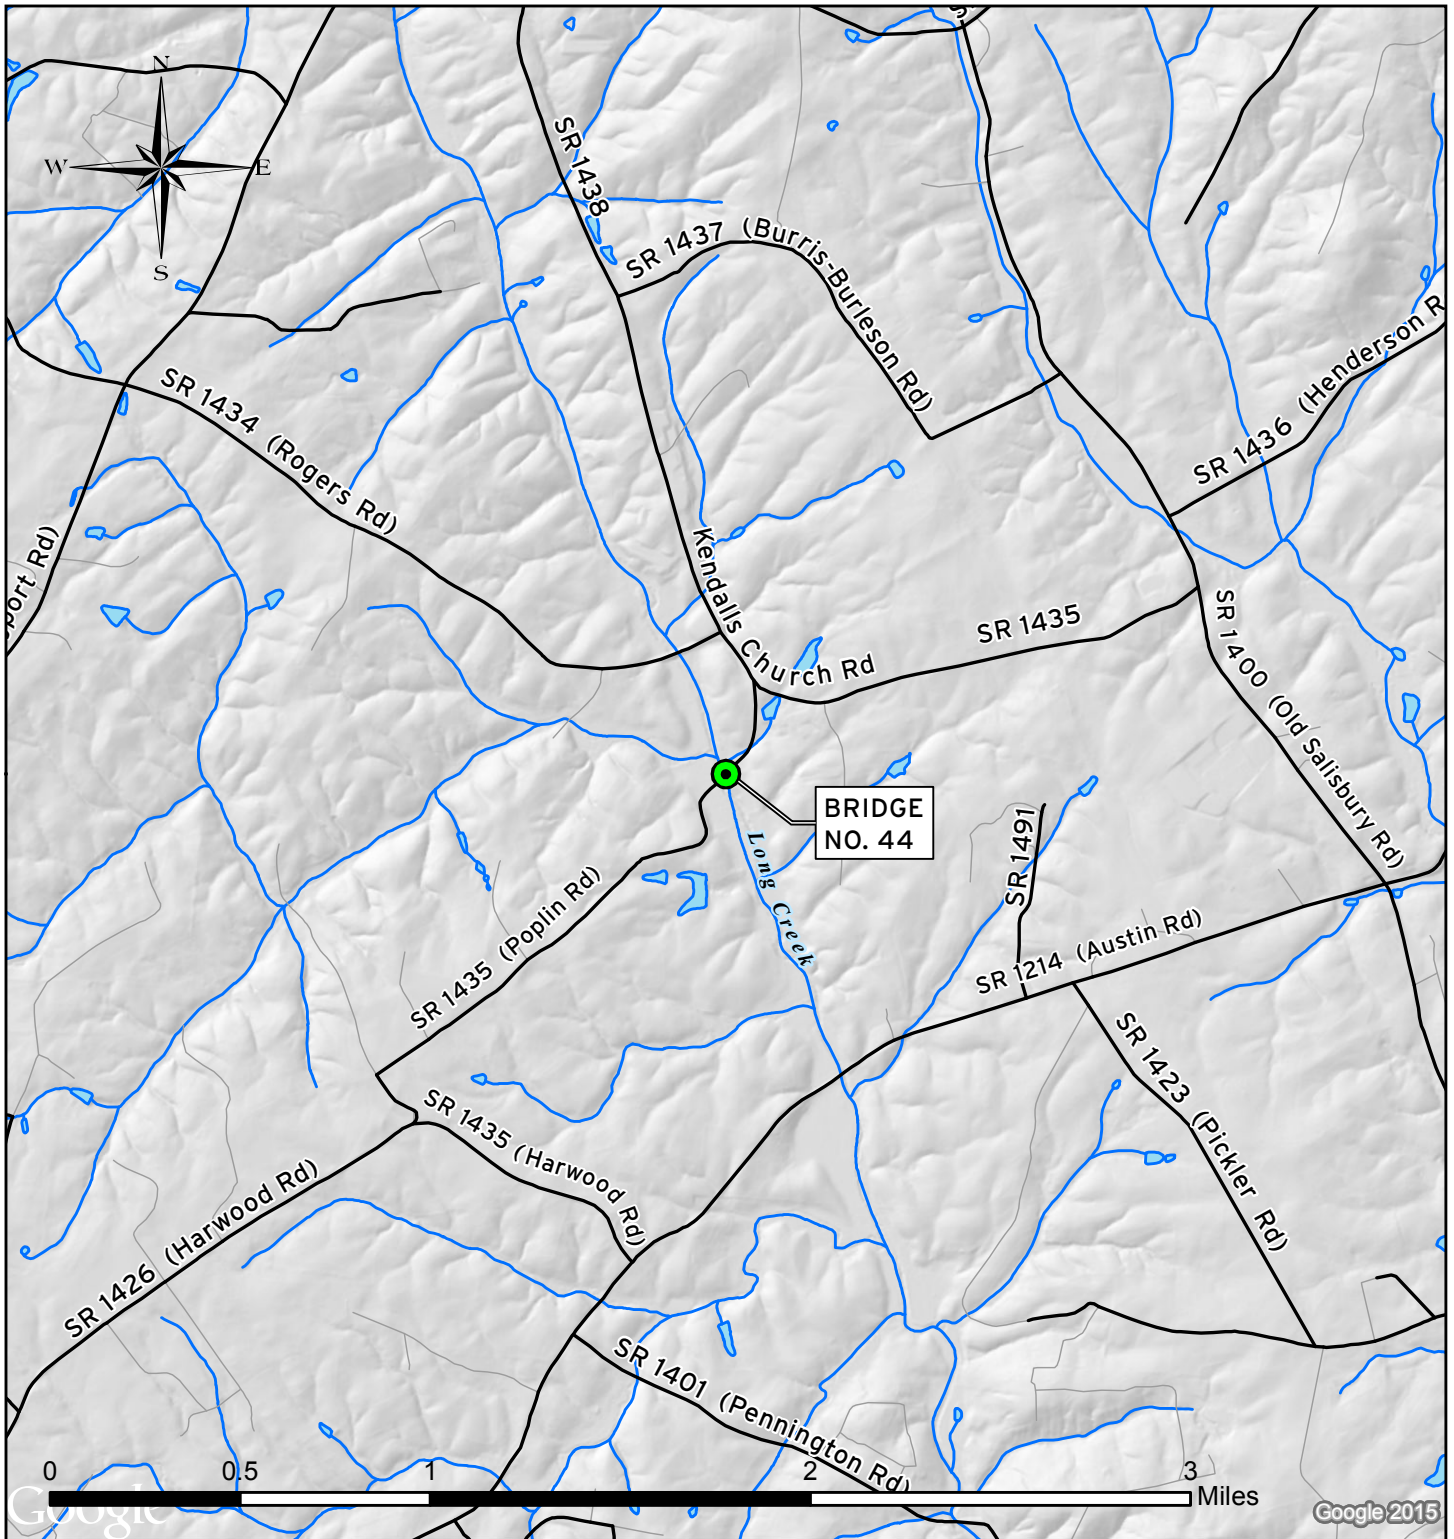 N
W E
S
SR 1438
SR 1437 (Burris-Burleson Rd)
SR 1434 (Rogers Rd)
SR 1436 (Henderson R
port Rd)
Kendalls Church Rd
SR 1435
SR 1400 (Old Salisbury Rd)
BRIDGE
NO. 44
Long Creek
SR 1491
SR 1435 (Poplin Rd)
SR 1214 (Austin Rd)
SR 1423 (Pickler Rd)
SR 1435 (Harwood Rd)
SR 1426 (Harwood Rd)
SR 1401 (Pennington Rd)
0 0.5 1 2 3
Miles
Google
Google 2015